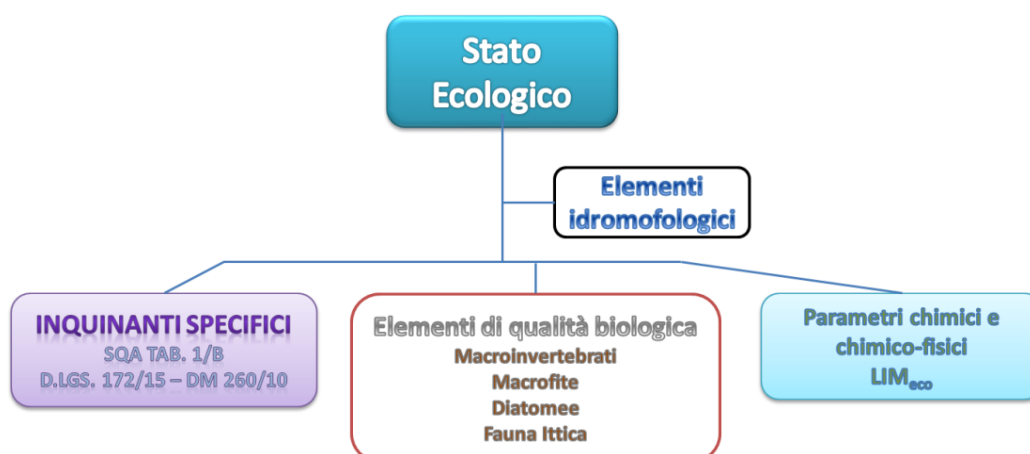 Stato
Ecologico
Elementi
idromofologici
INQUINANTI SPECIFICI
SQA TAB. 1/B
D.LGS. 172/15 – DM 260/10
Elementi di qualità biologica
Macroinvertebrati
Macrofite
Diatomee
Fauna Ittica
Parametri chimici e
chimico-fisici
LIMeco